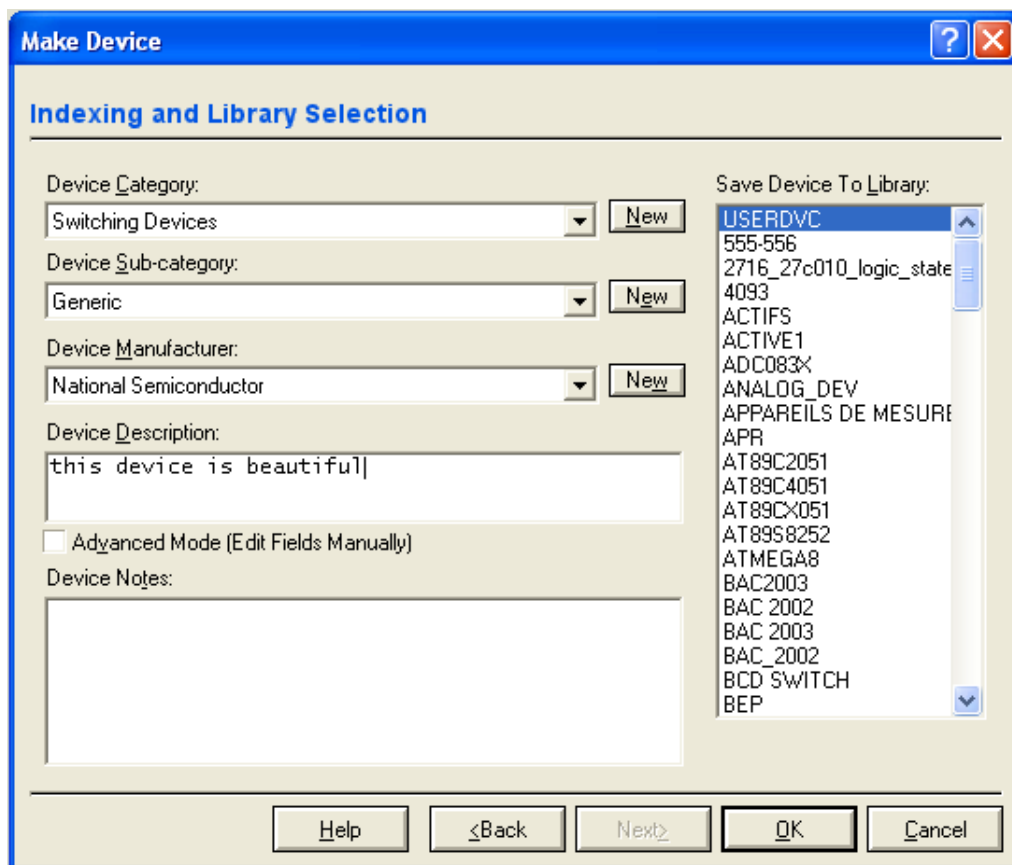 Make Device
Indexing and Library Selection
Device Category:
Switching Devices
New
Device Sub-category:
Generic
New
Device Manufacturer:
National Semiconductor
New
Device Description:
this device is beautiful
Advanced Mode (Edit Fields Manually)
Device Notes:
Save Device To Library:
USERDVC
555-556
2716_27c010_logic_state
4093
ACTIFS
ACTIVE1
ADC083X
ANALOG_DEV
APPAREILS DE MESURE
APR
AT89C2051
AT89C4051
AT89CX051
AT89S8252
ATMEGA8
BAC2003
BAC 2002
BAC 2003
BAC_2002
BCD SWITCH
BEP
Help
<Back
Next>
OK
Cancel